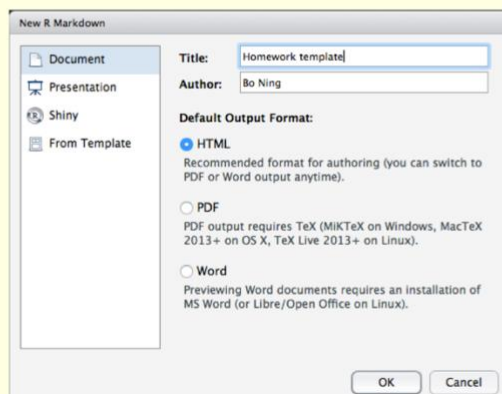 New R Markdown
Document
Presentation
Shiny
From Template
Title:
Homework template
Author:
Bo Ning
Default Output Format:
HTML
Recommended format for authoring (you can switch to
PDF or Word output anytime).
PDF
PDF output requires TeX (MiKTeX on Windows, MacTeX
2013+ on OS X, TeX Live 2013+ on Linux).
Word
Previewing Word documents requires an installation of
MS Word (or Libre/Open Office on Linux).
OK
Cancel